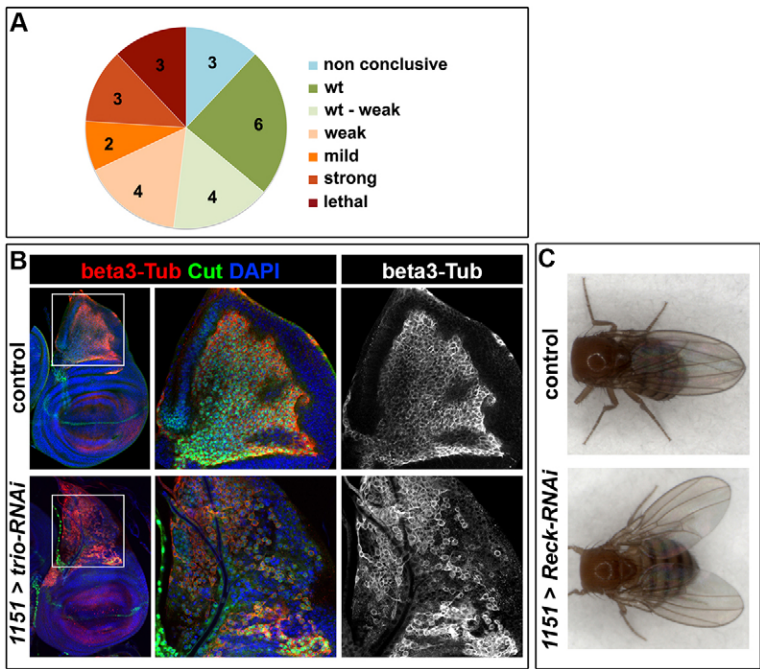 A
3
3
3
6
2
4
4
non conclusive
wt
wt - weak
weak
mild
strong
lethal
B
beta3-Tub Cut DAPI
beta3-Tub
control
1151 > trio-RNAi
C
control
1151 > Reck-RNAi